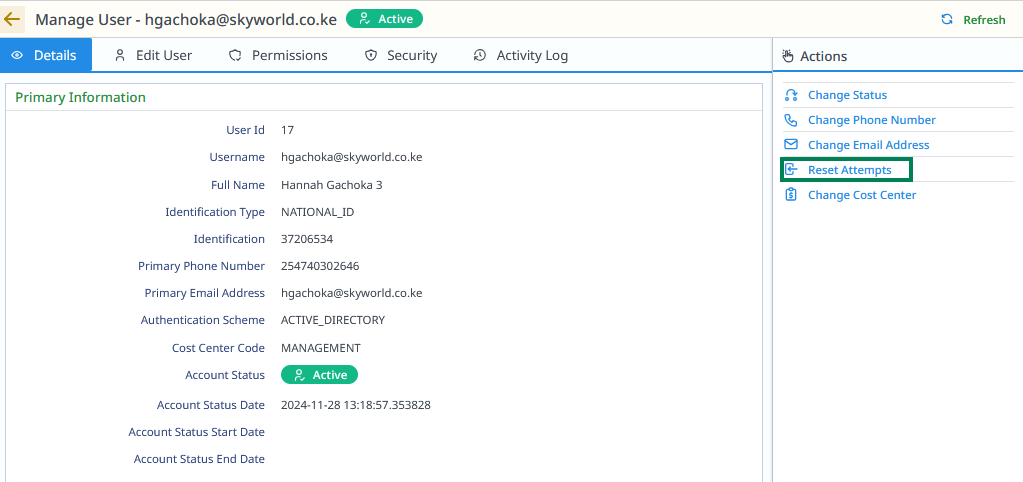 Manage User - hgachoka@skyworld.co.ke Active Refresh
Details Edit User Permissions Security Activity Log
Primary Information
User Id 17
Username hgachoka@skyworld.co.ke
Full Name Hannah Gachoka 3
Identification Type NATIONAL_ID
Identification 37206534
Primary Phone Number 254740302646
Primary Email Address hgachoka@skyworld.co.ke
Authentication Scheme ACTIVE_DIRECTORY
Cost Center Code MANAGEMENT
Account Status Active
Account Status Date 2024-11-28 13:18:57.353828
Account Status Start Date
Account Status End Date
Actions
Change Status
Change Phone Number
Change Email Address
Reset Attempts
Change Cost Center